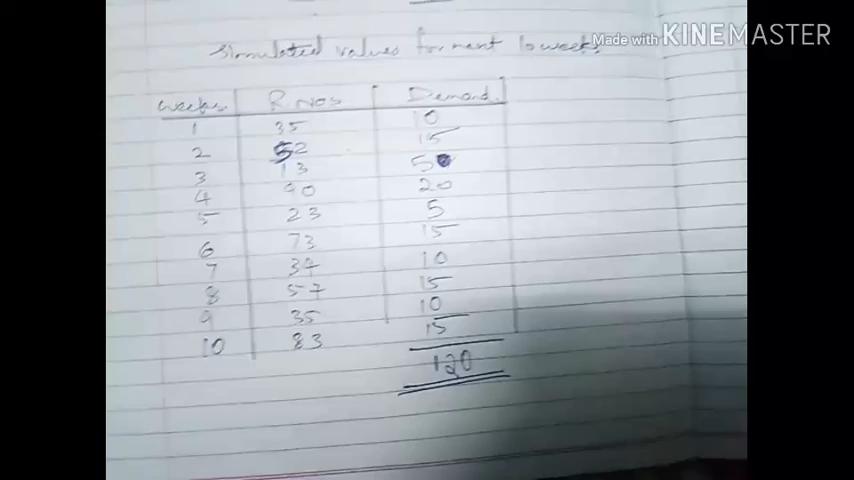 Made with KINEMASTER
Simulated values for next 10 weeks
Weeks R.Nos Demand
1 35 10
2 52 15
3 13 5
4 90 20
5 23 5
6 73 15
7 34 10
8 57 15
9 35 10
10 83 15
120